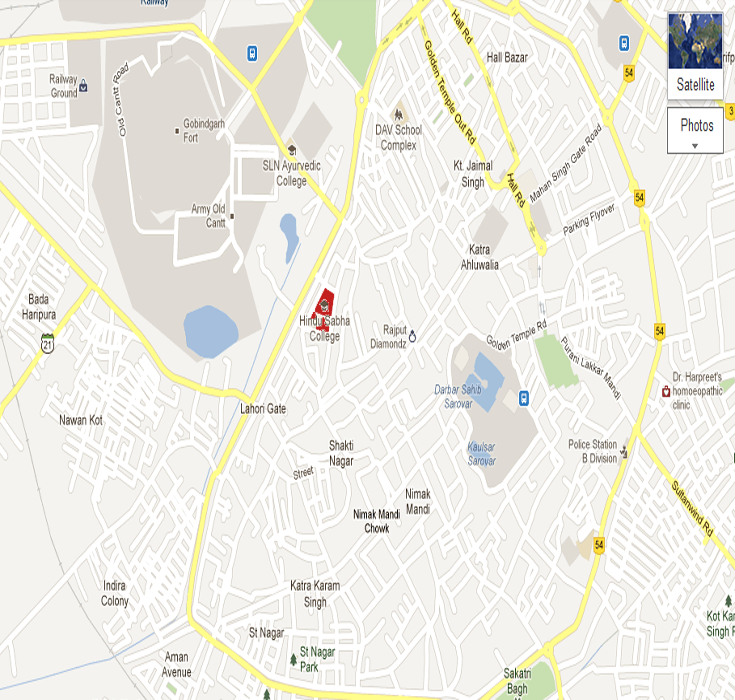 Railway
Hall Rd
Hall Bazar
54
rifp
Satellite
3
Photos
Railway
Ground
Old Cantt Road
Golden Temple Out Rd
Gobindgarh
Fort
DAV School
Complex
SLN Ayurvedic
College
Kt. Jaimal
Singh
Mahan Singh Gate Road
Hall Rd
54
Army Old
Cantt
Parking Flyover
Katra
Ahluwalia
Bada
Haripura
21
Hindu Sabha
College
Rajput
Diamondz
Golden Temple Rd
54
Purani Lakkar Mandi
Darbar Sahib
Sarovar
Dr. Harpreet's
homoeopathic
clinic
Lahori Gate
Nawan Kot
Kaulsar
Sarovar
Police Station
B Division
Shakti
Nagar
Street
Nimak
Mandi
Nimak Mandi
Chowk
Sultanwind Rd
54
Indira
Colony
Katra Karam
Singh
Kot Kar
Singh
St Nagar
St Nagar
Park
Aman
Avenue
Sakatri
Bagh